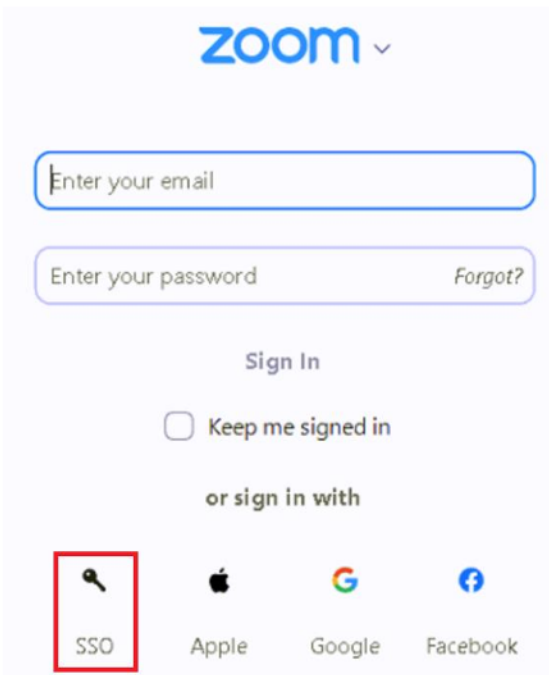 zoom
Enter your email
Enter your password Forgot?
Sign In
Keep me signed in
or sign in with
SSO Apple Google Facebook